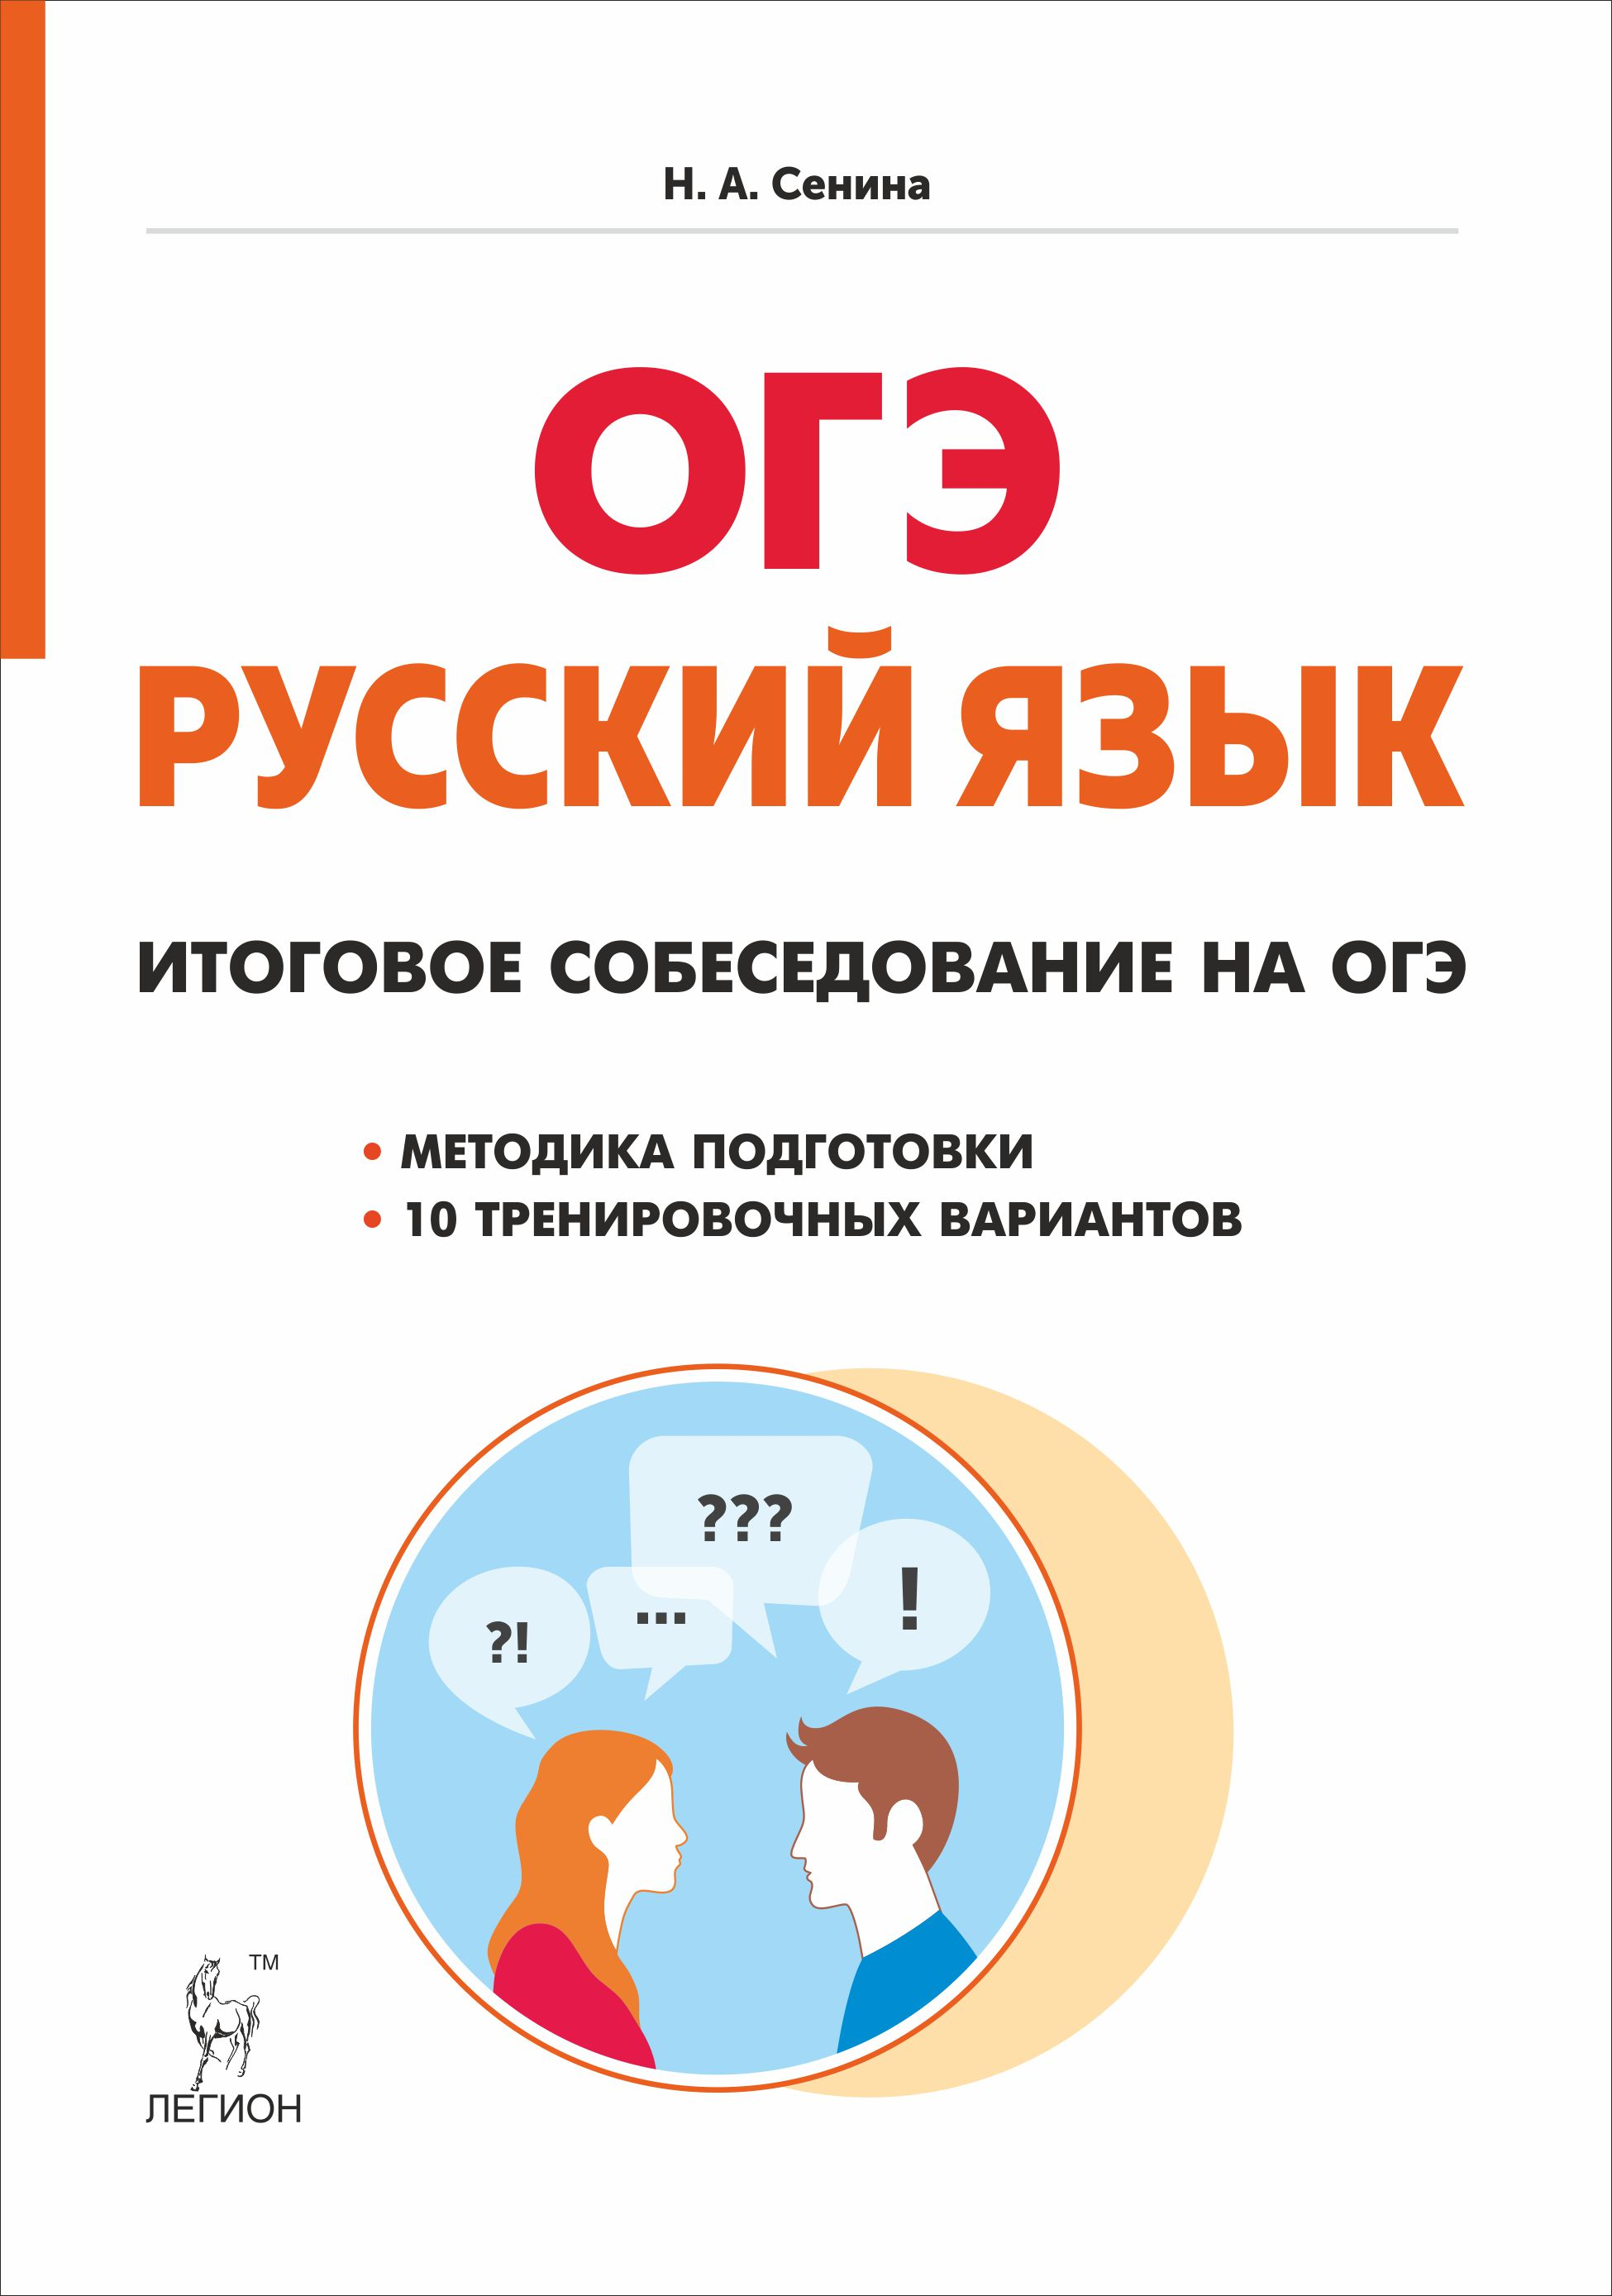 Н. А. Сенина
ОГЭ
РУССКИЙ ЯЗЫК
ИТОГОВОЕ СОБЕСЕДОВАНИЕ НА ОГЭ
• МЕТОДИКА ПОДГОТОВКИ
• 10 ТРЕНИРОВОЧНЫХ ВАРИАНТОВ
???
!
...
?!
TM
ЛЕГИОН